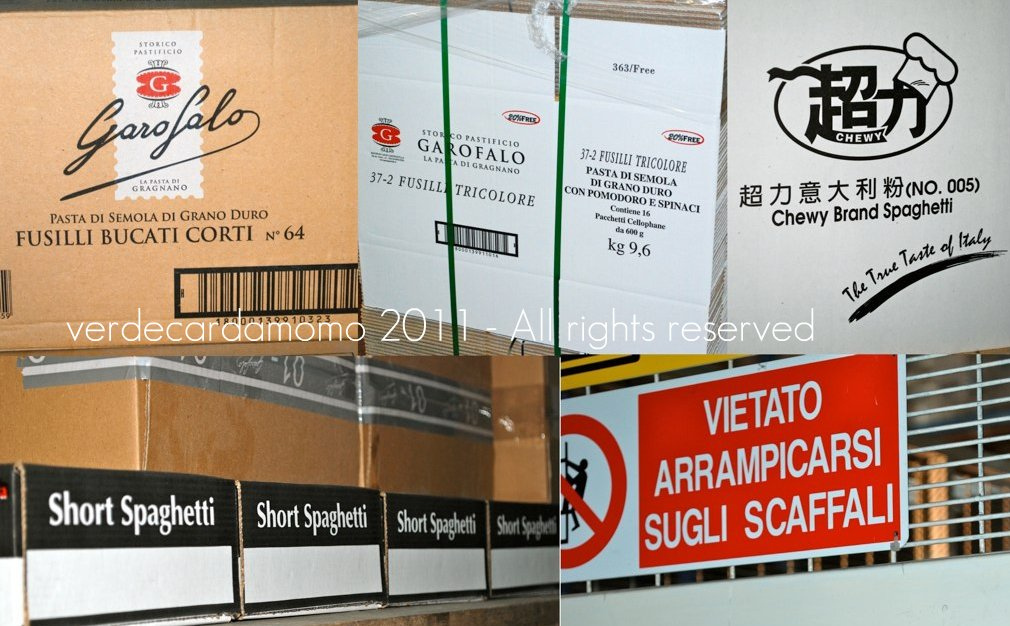 STORICO
PASTIFICIO
G
Garofalo
LA PASTA DI
GRAGNANO
PASTA DI SEMOLA DI GRANO DURO
FUSILLI BUCATI CORTI N° 64
18000139910323
59
363/Free
20%FREE
G
STORICO PASTIFICIO
GAROFALO
LA PASTA DI GRAGNANO
37-2 FUSILLI TRICOLORE
20%FREE
37-2 FUSILLI TRICOLORE
PASTA DI SEMOLA
DI GRANO DURO
CON POMODORO E SPINACI
Contiene 16
Pacchetti Cellophane
da 600 g
kg 9,6
超力
CHEWY
超力意大利粉(NO. 005)
Chewy Brand Spaghetti
The True Taste of Italy
verdecardamomo 2011 - All rights reserved
Short Spaghetti
Short Spaghetti
Short Spaghetti
Short Spaghetti
VIETATO
ARRAMPICARSI
SUGLI SCAFFALI